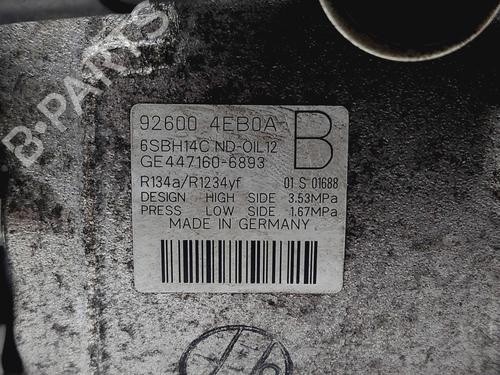 B-PARTS
92600 4EB0A B
6SBH14C ND-OIL12
GE447160-6893
R134a/R1234yf 01 S 01688
DESIGN HIGH SIDE 3.53MPa
PRESS LOW SIDE 1.67MPa
MADE IN GERMANY